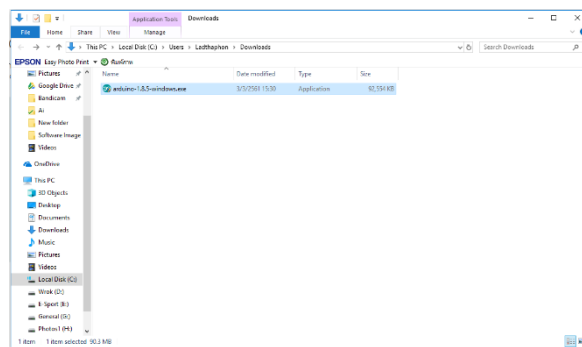 Application Tools Downloads
File Home Share View Manage
This PC > Local Disk (C:) > Users > Ladthaphon > Downloads
Search Downloads
EPSON Easy Photo Print
Name Date modified Type Size
arduino-1.8.5-windows.exe 3/3/2561 15:30 Application 92,554 KB
Pictures
Google Drive
Bandicam
Ai
New folder
Software Image
Videos
OneDrive
This PC
3D Objects
Desktop
Documents
Downloads
Music
Pictures
Videos
Local Disk (C:)
Wrok (D:)
E-Sport (E:)
General (G:)
Photos1 (H:)
1 item 1 item selected 90.3 MB